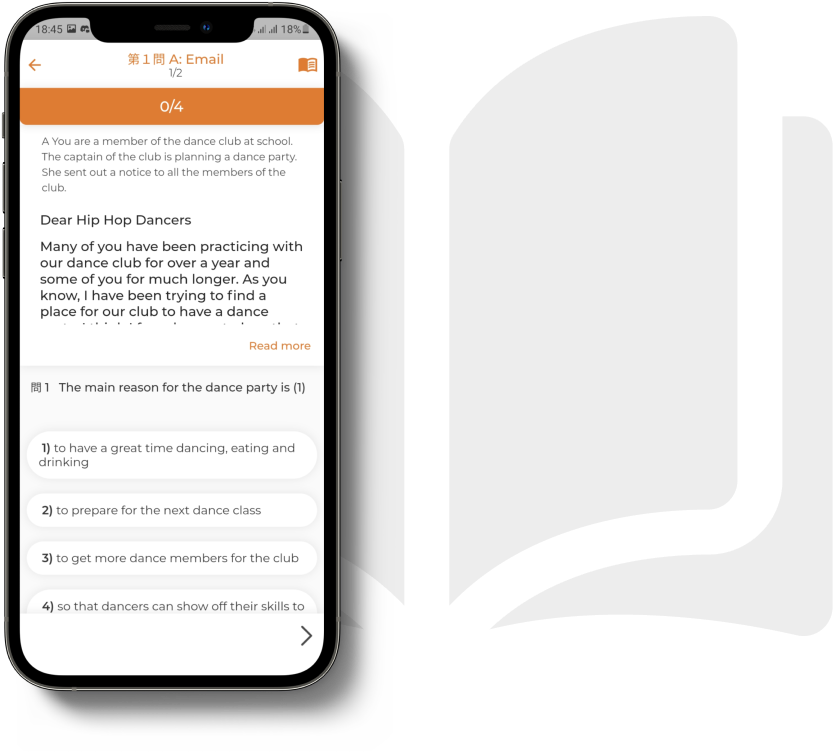 18:45
18%
第１問 A: Email
1/2
0/4
A You are a member of the dance club at school.
The captain of the club is planning a dance party.
She sent out a notice to all the members of the
club.
Dear Hip Hop Dancers
Many of you have been practicing with
our dance club for over a year and
some of you for much longer. As you
know, I have been trying to find a
place for our club to have a dance
Read more
問 1 The main reason for the dance party is (1)
1) to have a great time dancing, eating and
drinking
2) to prepare for the next dance class
3) to get more dance members for the club
4) so that dancers can show off their skills to